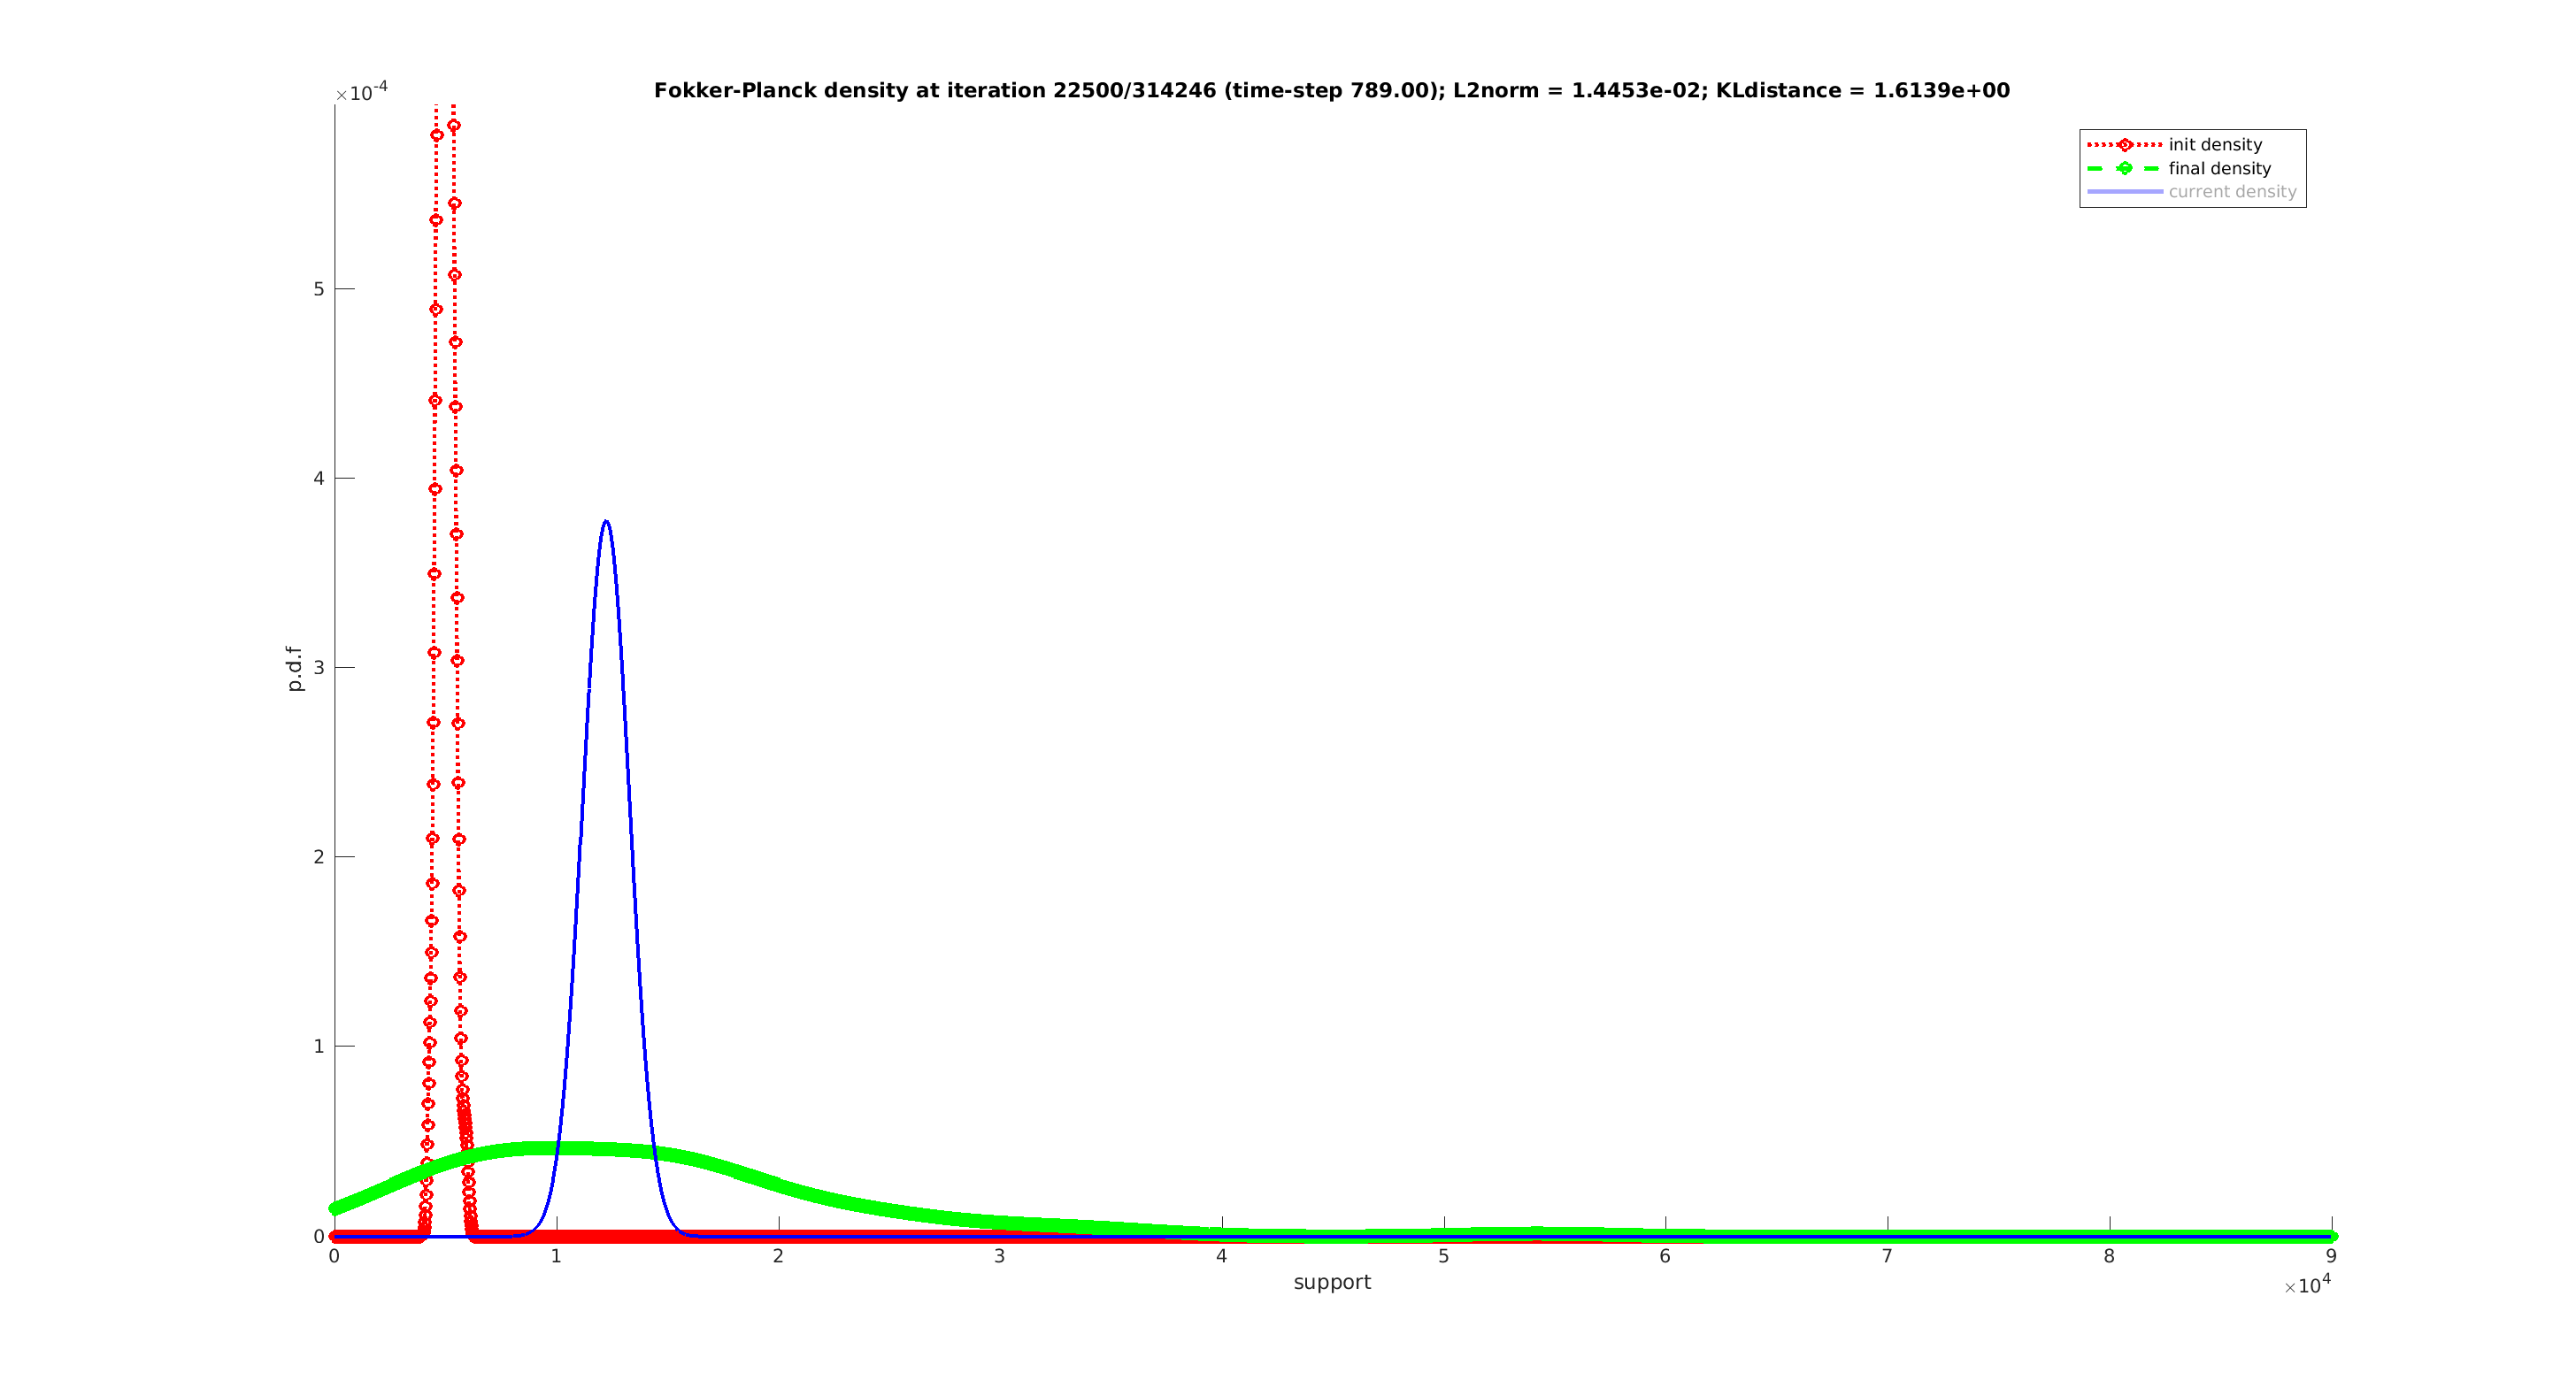 Fokker-Planck density at iteration 22500/314246 (time-step 789.00); L2norm = 1.4453e-02; KLdistance = 1.6139e+00
×10-4
init density
final density
current density
5
4
3
2
1
0
p.d.f
0 1 2 3 4 5 6 7 8 9
support
×104